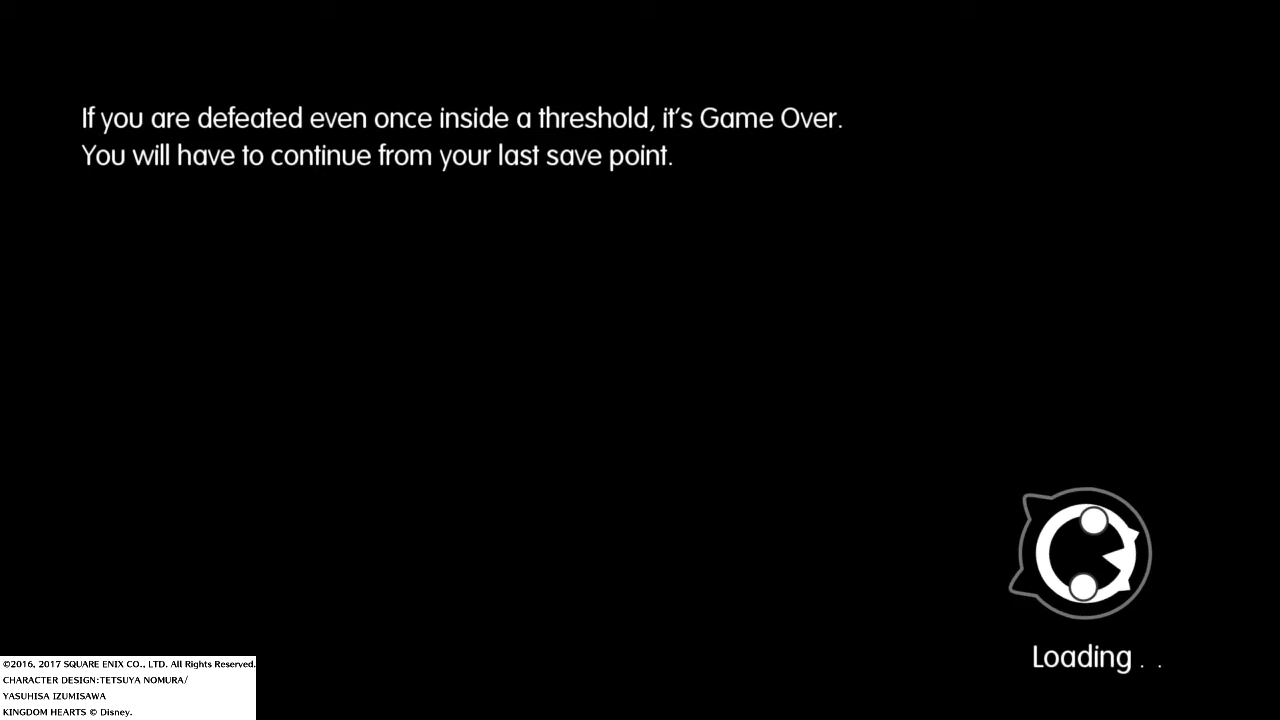 If you are defeated even once inside a threshold, it's Game Over.
You will have to continue from your last save point.
Loading . .
©2016, 2017 SQUARE ENIX CO., LTD. All Rights Reserved.
CHARACTER DESIGN:TETSUYA NOMURA/
YASUHISA IZUMISAWA
KINGDOM HEARTS © Disney.